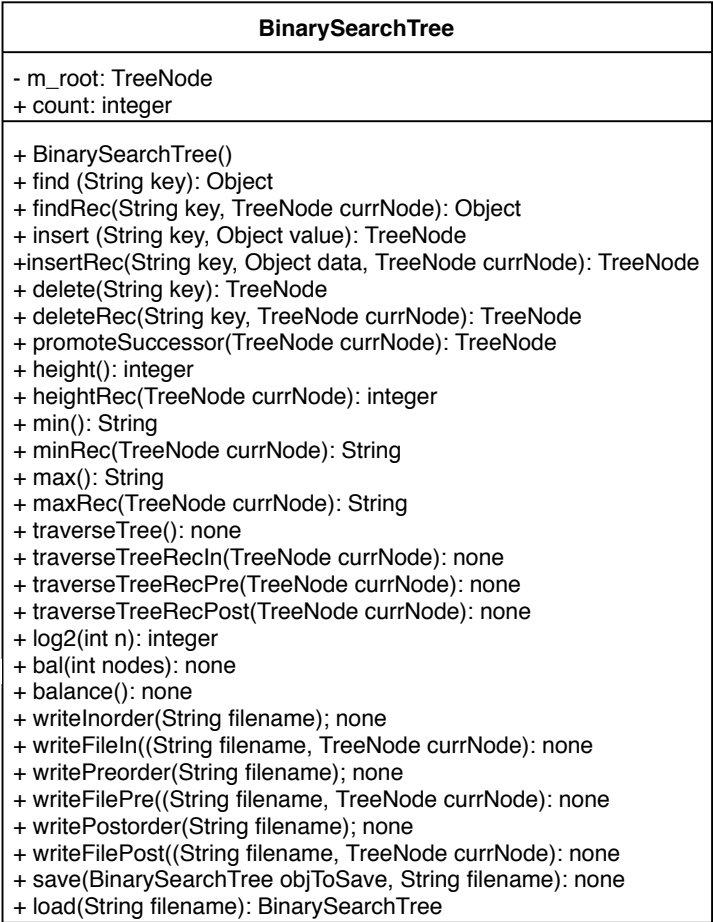 BinarySearchTree
- m_root: TreeNode
+ count: integer
+ BinarySearchTree()
+ find (String key): Object
+ findRec(String key, TreeNode currNode): Object
+ insert (String key, Object value): TreeNode
+insertRec(String key, Object data, TreeNode currNode): TreeNode
+ delete(String key): TreeNode
+ deleteRec(String key, TreeNode currNode): TreeNode
+ promoteSuccessor(TreeNode currNode): TreeNode
+ height(): integer
+ heightRec(TreeNode currNode): integer
+ min(): String
+ minRec(TreeNode currNode): String
+ max(): String
+ maxRec(TreeNode currNode): String
+ traverseTree(): none
+ traverseTreeRecIn(TreeNode currNode): none
+ traverseTreeRecPre(TreeNode currNode): none
+ traverseTreeRecPost(TreeNode currNode): none
+ log2(int n): integer
+ bal(int nodes): none
+ balance(): none
+ writeInorder(String filename); none
+ writeFileIn((String filename, TreeNode currNode): none
+ writePreorder(String filename); none
+ writeFilePre((String filename, TreeNode currNode): none
+ writePostorder(String filename); none
+ writeFilePost((String filename, TreeNode currNode): none
+ save(BinarySearchTree objToSave, String filename): none
+ load(String filename): BinarySearchTree